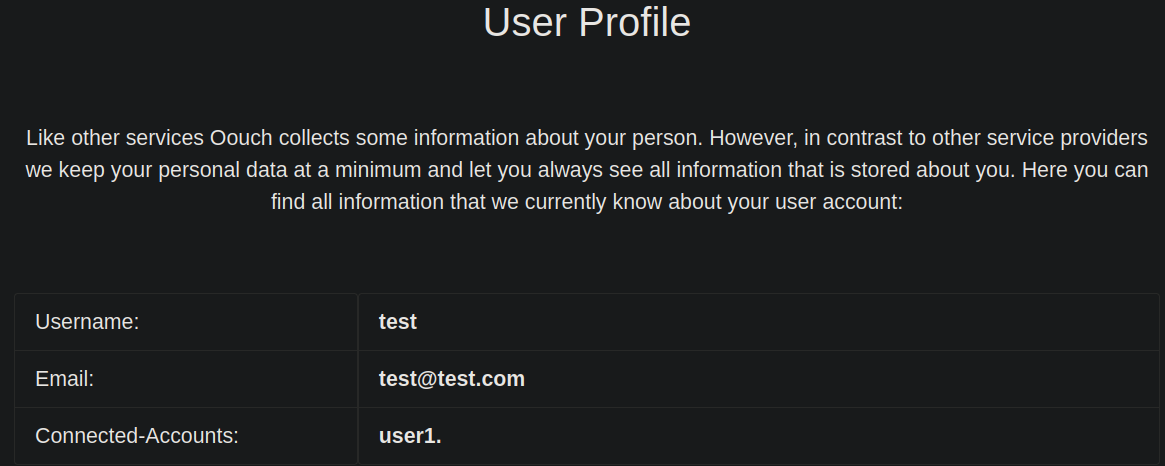 User Profile
Like other services Oouch collects some information about your person. However, in contrast to other service providers
we keep your personal data at a minimum and let you always see all information that is stored about you. Here you can
find all information that we currently know about your user account:
Username: test
Email: test@test.com
Connected-Accounts: user1.